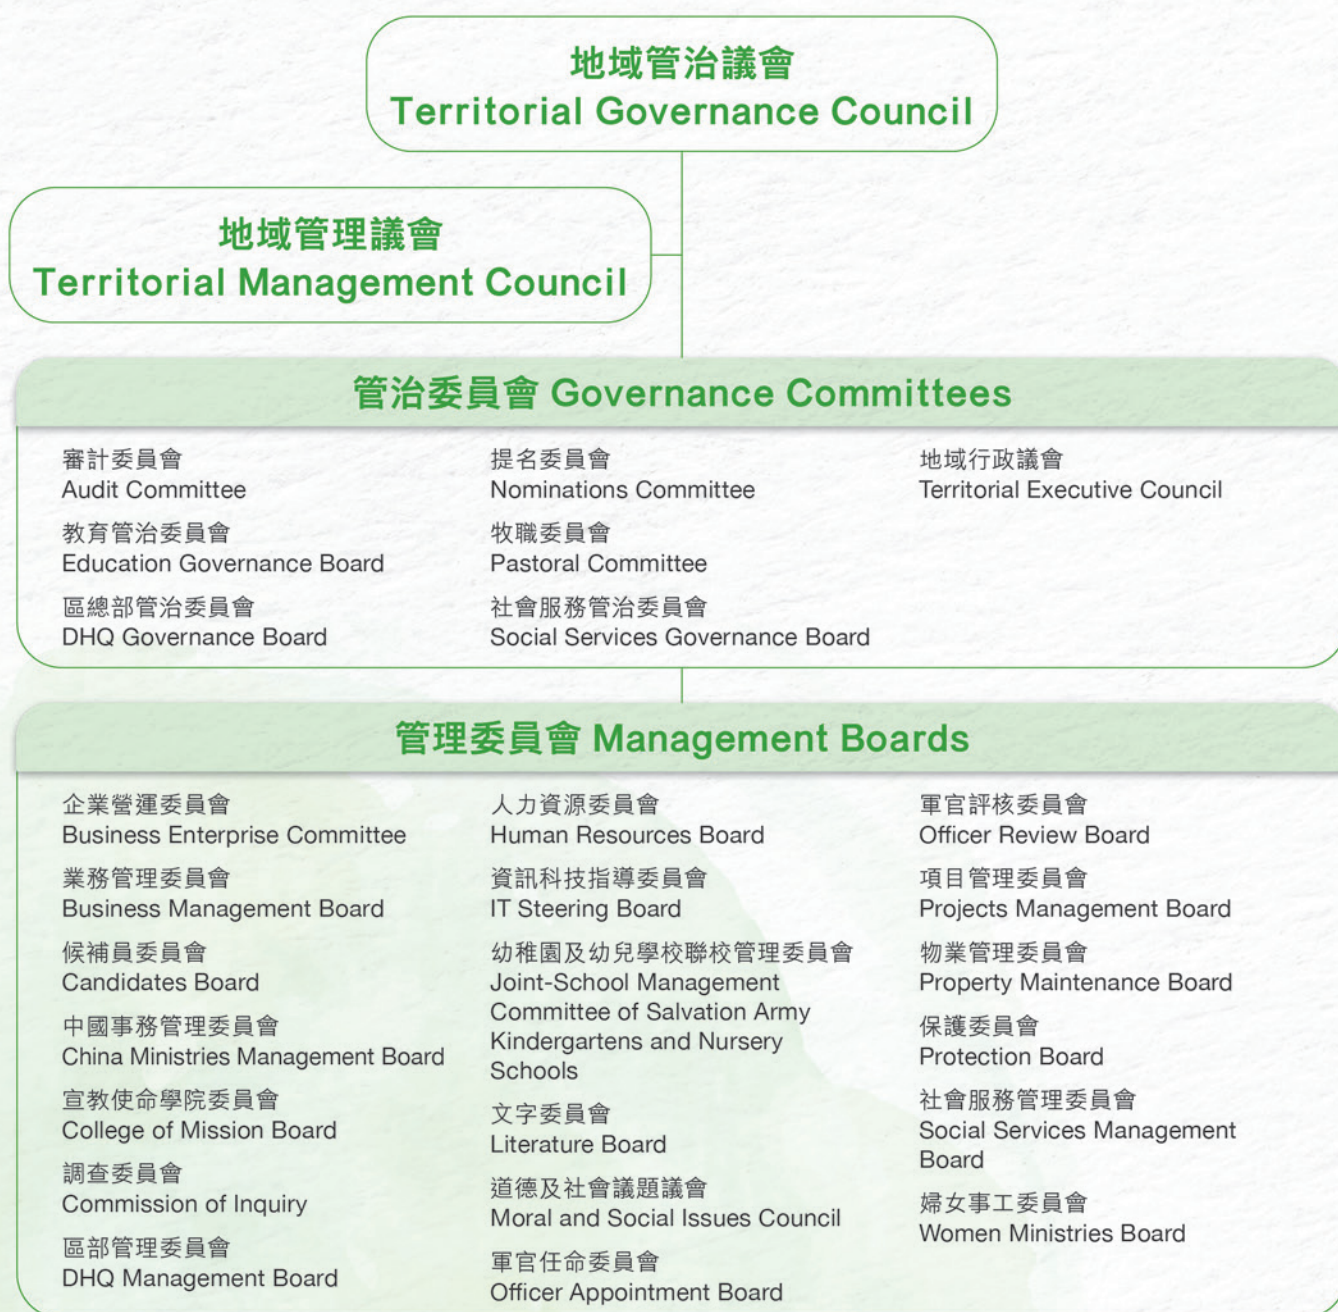 地域管治議會
Territorial Governance Council
地域管理議會
Territorial Management Council
管治委員會 Governance Committees
審計委員會
Audit Committee
教育管治委員會
Education Governance Board
區總部管治委員會
DHQ Governance Board
提名委員會
Nominations Committee
牧職委員會
Pastoral Committee
社會服務管治委員會
Social Services Governance Board
地域行政議會
Territorial Executive Council
管理委員會 Management Boards
企業營運委員會
Business Enterprise Committee
業務管理委員會
Business Management Board
候補員委員會
Candidates Board
中國事務管理委員會
China Ministries Management Board
宣教使命學院委員會
College of Mission Board
調查委員會
Commission of Inquiry
區部管理委員會
DHQ Management Board
人力資源委員會
Human Resources Board
資訊科技指導委員會
IT Steering Board
幼稚園及幼兒學校聯校管理委員會
Joint-School Management
Committee of Salvation Army
Kindergartens and Nursery
Schools
文字委員會
Literature Board
道德及社會議題議會
Moral and Social Issues Council
軍官任命委員會
Officer Appointment Board
軍官評核委員會
Officer Review Board
項目管理委員會
Projects Management Board
物業管理委員會
Property Maintenance Board
保護委員會
Protection Board
社會服務管理委員會
Social Services Management
Board
婦女事工委員會
Women Ministries Board